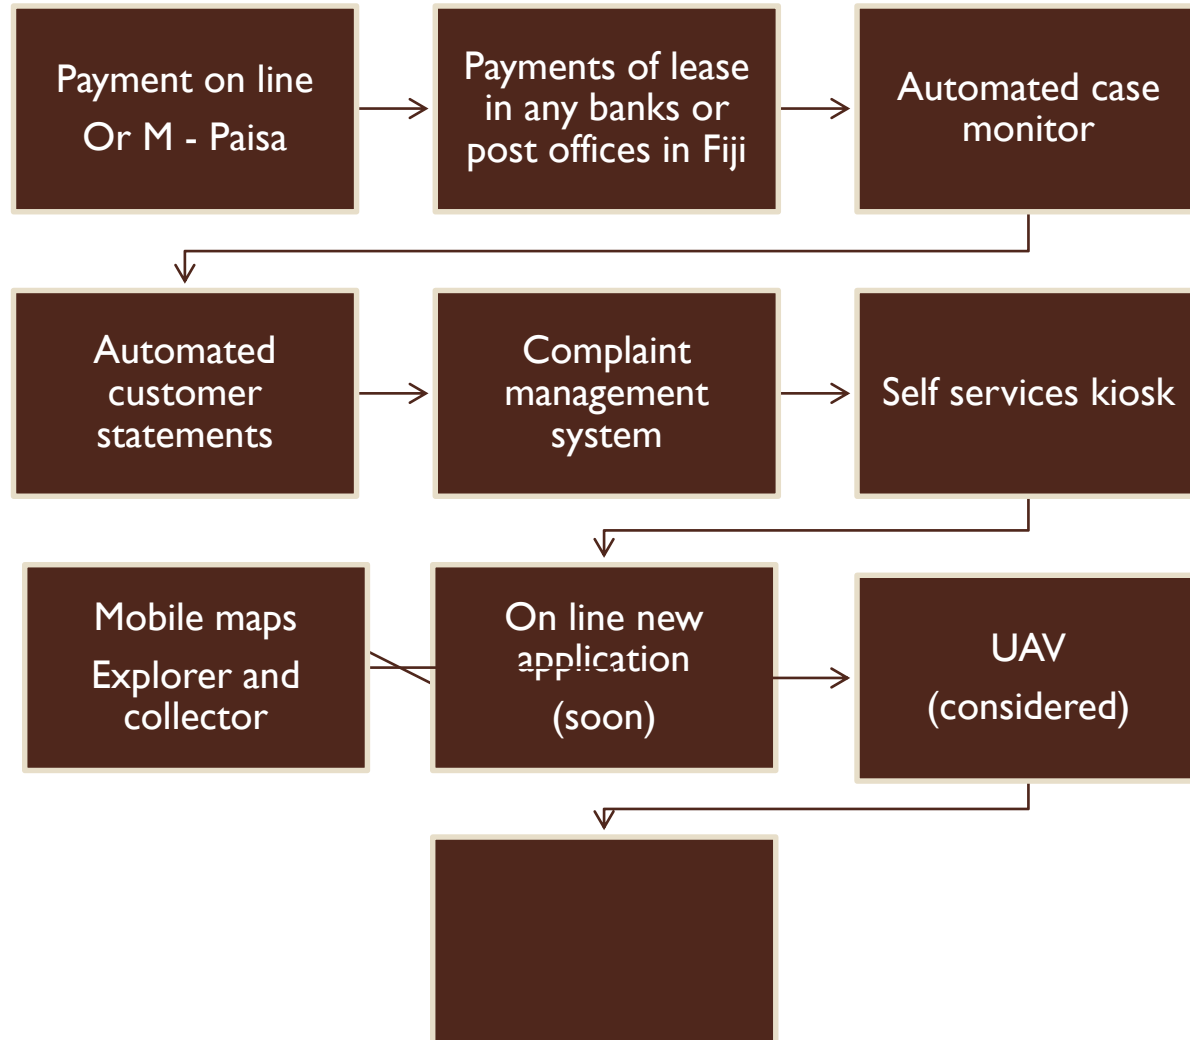 Payment on line
Or M - Paisa
Payments of lease
in any banks or
post offices in Fiji
Automated case
monitor
Automated
customer
statements
Complaint
management
system
Self services kiosk
Mobile maps
Explorer and
collector
On line new
application
(soon)
UAV
(considered)